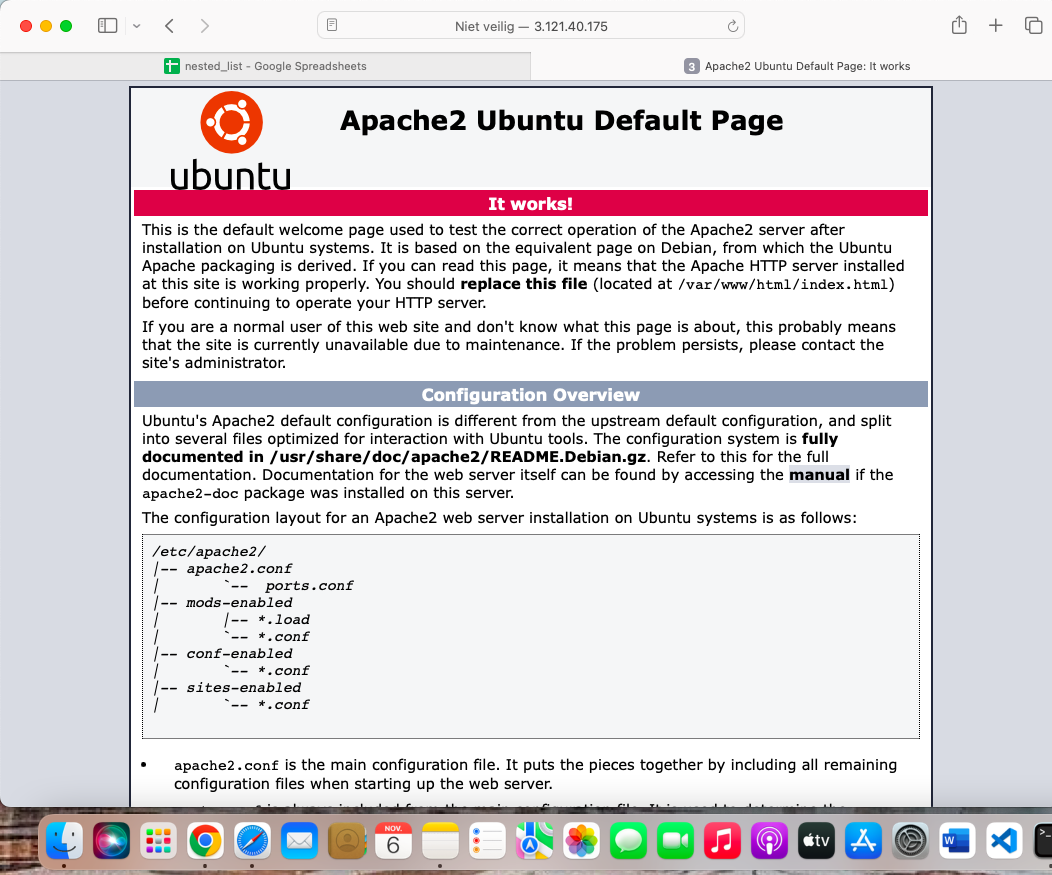 Niet veilig — 3.121.40.175
nested_list - Google Spreadsheets
3 Apache2 Ubuntu Default Page: It works
ubuntu
Apache2 Ubuntu Default Page
It works!
This is the default welcome page used to test the correct operation of the Apache2 server after
installation on Ubuntu systems. It is based on the equivalent page on Debian, from which the Ubuntu
Apache packaging is derived. If you can read this page, it means that the Apache HTTP server installed
at this site is working properly. You should replace this file (located at /var/www/html/index.html)
before continuing to operate your HTTP server.
If you are a normal user of this web site and don't know what this page is about, this probably means
that the site is currently unavailable due to maintenance. If the problem persists, please contact the
site's administrator.
Configuration Overview
Ubuntu's Apache2 default configuration is different from the upstream default configuration, and split
into several files optimized for interaction with Ubuntu tools. The configuration system is fully
documented in /usr/share/doc/apache2/README.Debian.gz. Refer to this for the full
documentation. Documentation for the web server itself can be found by accessing the manual if the
apache2-doc package was installed on this server.
The configuration layout for an Apache2 web server installation on Ubuntu systems is as follows:
/etc/apache2/
|-- apache2.conf
|       `--  ports.conf
|-- mods-enabled
|       |-- *.load
|       `-- *.conf
|-- conf-enabled
|       `-- *.conf
|-- sites-enabled
|       `-- *.conf
• apache2.conf is the main configuration file. It puts the pieces together by including all remaining
configuration files when starting up the web server.
NOV.
6
tv
W